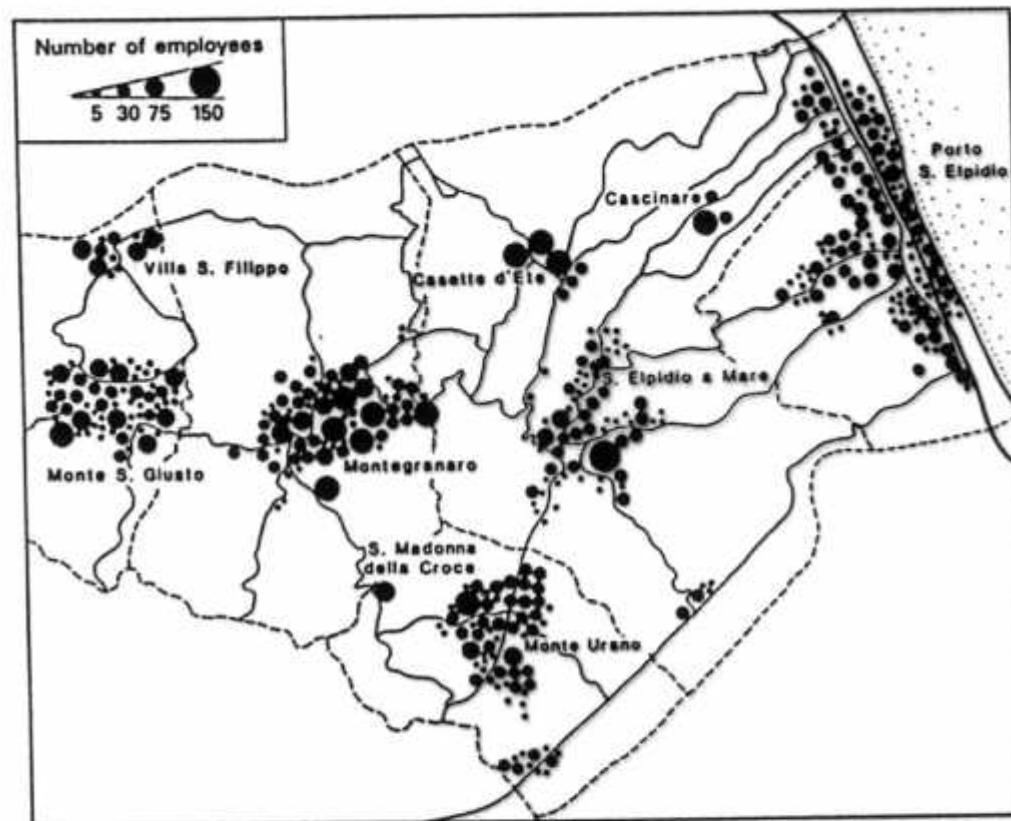 Number of employees
5 30 75 150
Porto
S. Elpidio
Cascinare
Villa S. Filippo
Casette d'Ete
S. Elpidio a Mare
Monte S. Giusto
Montegranaro
S. Madonna
della Croce
Monte Urano